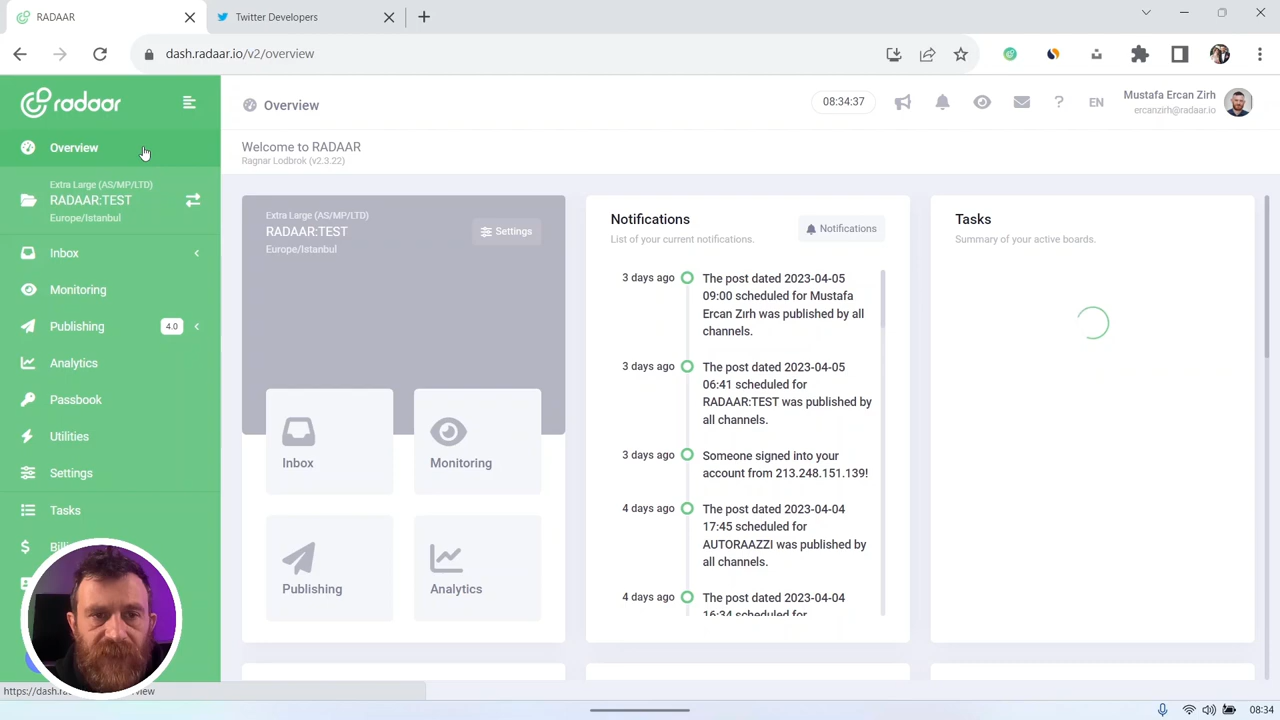 RADAAR
Twitter Developers
dash.radaar.io/v2/overview
radaar
Overview
08:34:37
EN
Mustafa Ercan Zirh
ercanzirh@radaar.io
Overview
Extra Large (AS/MP/LTD)
RADAAR:TEST
Europe/Istanbul
Inbox
Monitoring
Publishing
4.0
Analytics
Passbook
Utilities
Settings
Tasks
Welcome to RADAAR
Ragnar Lodbrok (v2.3.22)
Extra Large (AS/MP/LTD)
RADAAR:TEST
Europe/Istanbul
Settings
Inbox
Monitoring
Publishing
Analytics
Notifications
List of your current notifications.
Notifications
3 days ago
The post dated 2023-04-05
09:00 scheduled for Mustafa
Ercan Zırh was published by all
channels.
3 days ago
The post dated 2023-04-05
06:41 scheduled for
RADAAR:TEST was published by
all channels.
3 days ago
Someone signed into your
account from 213.248.151.139!
4 days ago
The post dated 2023-04-04
17:45 scheduled for
AUTORAAZZI was published by
all channels.
4 days ago
The post dated 2023-04-04
16:34 scheduled for
Tasks
Summary of your active boards.
08:34